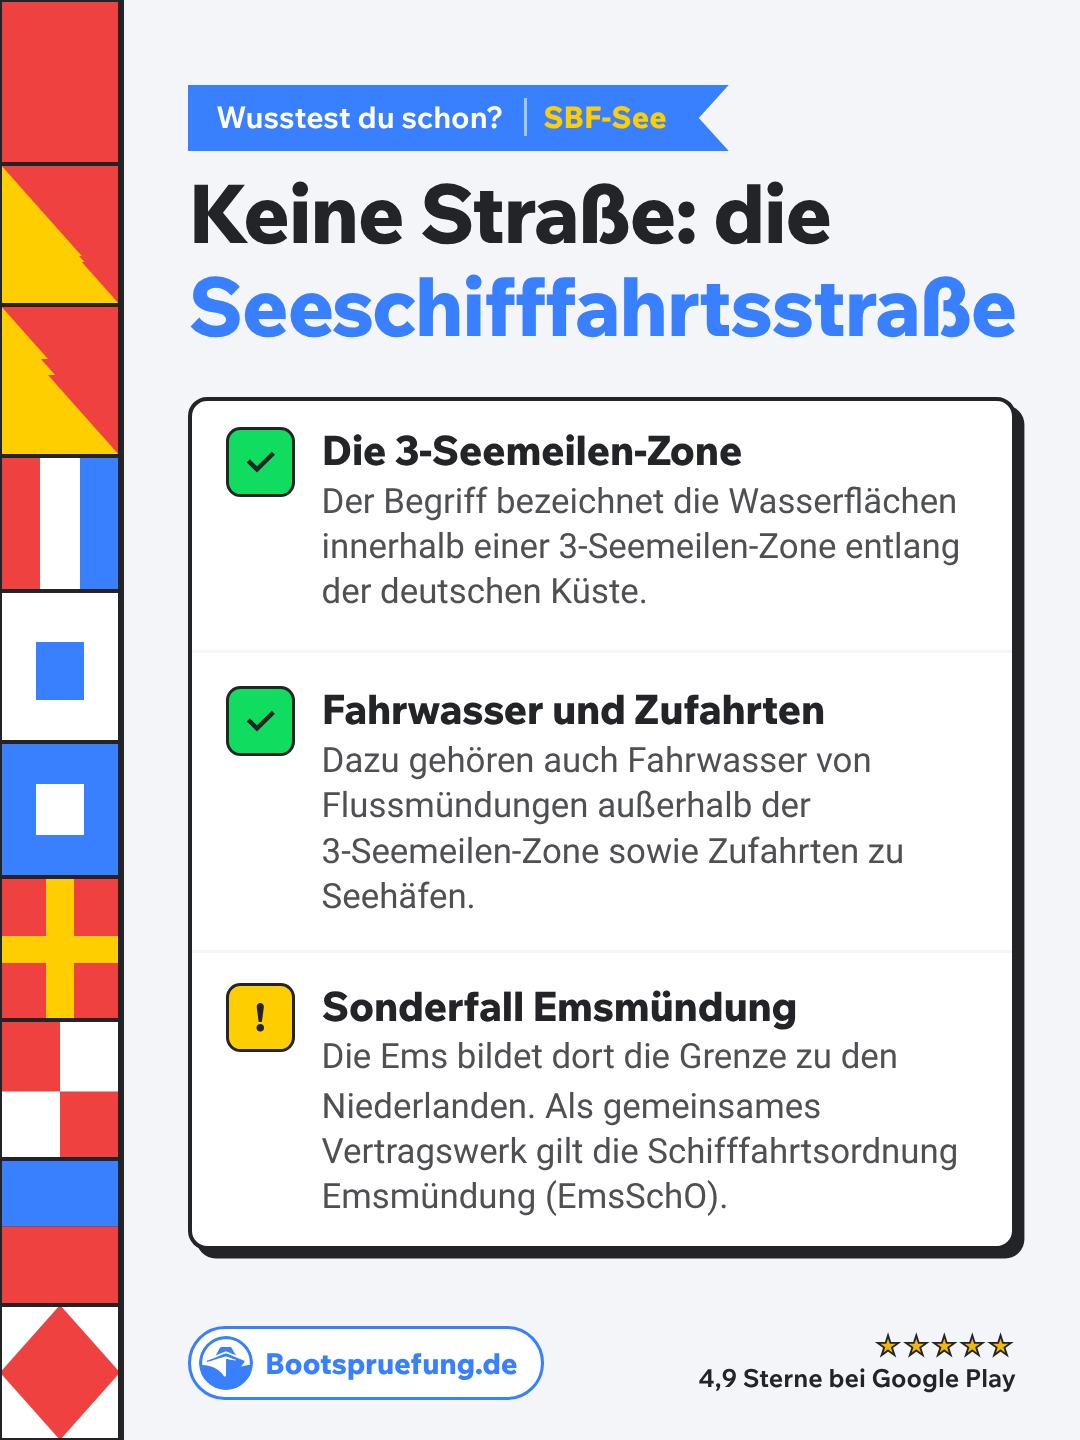 Wusstest du schon? | SBF-See
Keine Straße: die
Seeschifffahrtsstraße
Die 3-Seemeilen-Zone
Der Begriff bezeichnet die Wasserflächen
innerhalb einer 3-Seemeilen-Zone entlang
der deutschen Küste.
Fahrwasser und Zufahrten
Dazu gehören auch Fahrwasser von
Flussmündungen außerhalb der
3-Seemeilen-Zone sowie Zufahrten zu
Seehäfen.
!
Sonderfall Emsmündung
Die Ems bildet dort die Grenze zu den
Niederlanden. Als gemeinsames
Vertragswerk gilt die Schifffahrtsordnung
Emsmündung (EmsSchO).
Bootspruefung.de
4,9 Sterne bei Google Play